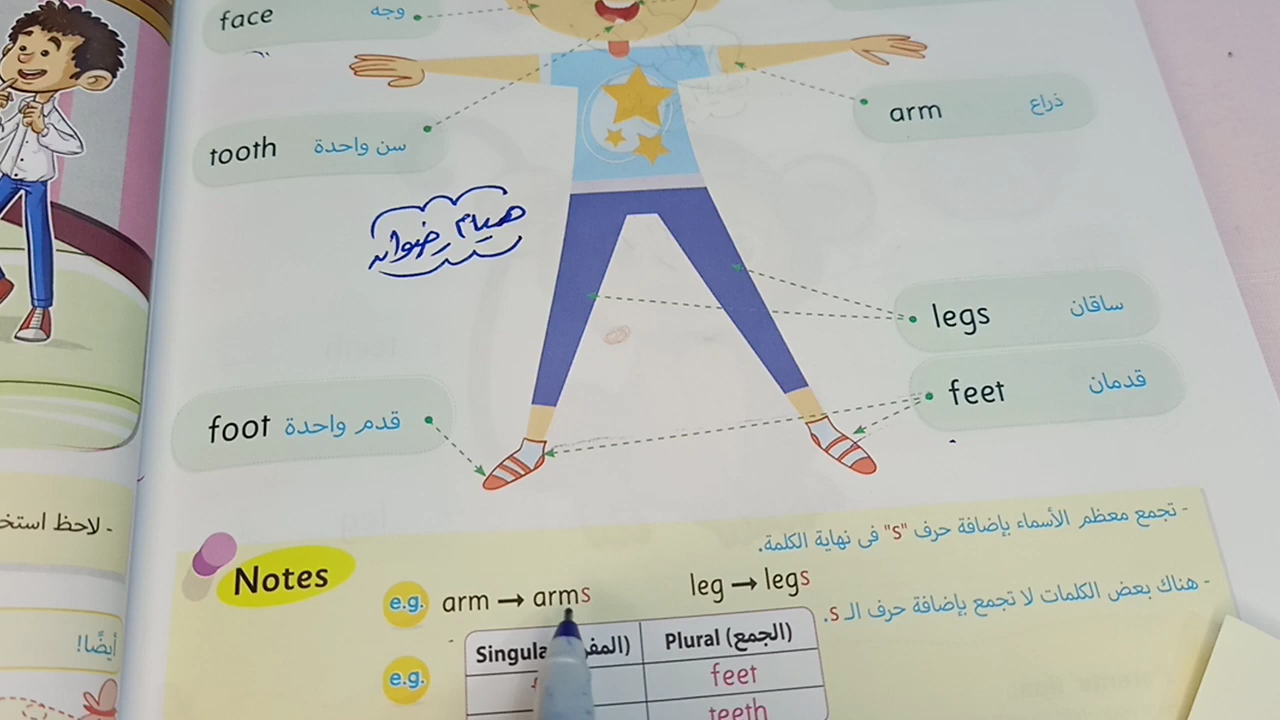 face وجه
tooth سن واحدة
arm ذراع
هيام رضوان
legs ساقان
feet قدمان
foot قدم واحدة
- لاحظ
أيضًا!
Notes
- تجمع معظم الأسماء بإضافة حرف "s" فى نهاية الكلمة.
e.g. arm → arms leg → legs
- هناك بعض الكلمات لا تجمع بإضافة حرف الـ s.
Plural (الجمع)
e.g.
feet
teeth